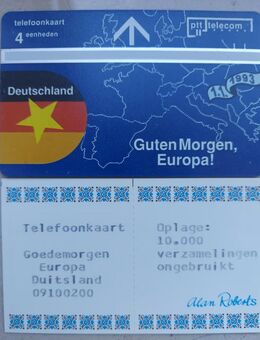 telefoonkaart
4 eenheden
ptt telecom
Deutschland
1.1.1993
Guten Morgen,
Europa!
Telefoonkaart
Goedemorgen
Europa
Duitsland
09100200
Oplage:
10.000
verzamelingen
ongebruikt
Alan Roberts